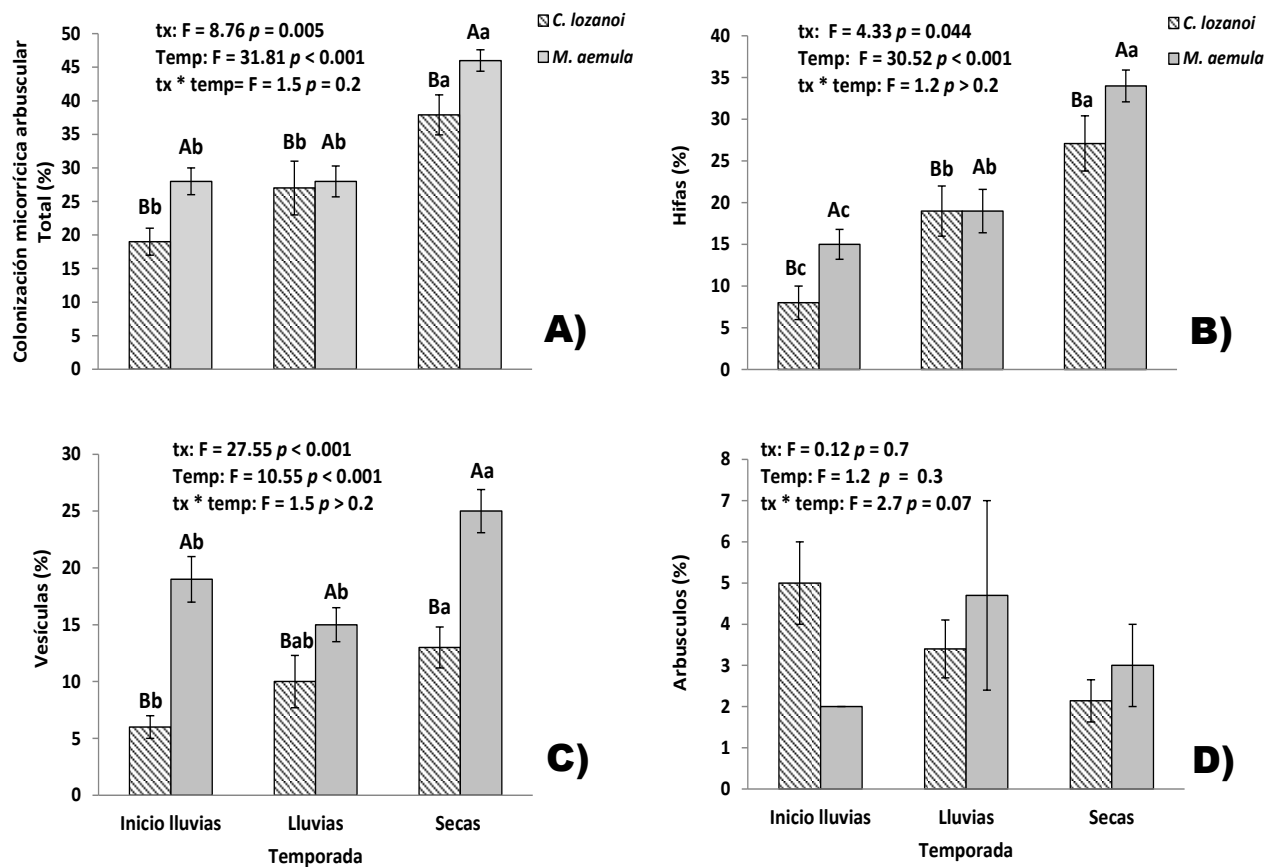 tx: F = 8.76 p = 0.005
Temp: F = 31.81 p < 0.001
tx * temp= F = 1.5 p = 0.2
C. lozanoi
M. aemula
Colonización micorrícica arbuscular
Total (%)
50
45
40
35
30
25
20
15
10
5
0
Bb
Ab
Bb
Ab
Ba
Aa
A)
tx: F = 4.33 p = 0.044
Temp: F = 30.52 p < 0.001
tx * temp: F = 1.2 p > 0.2
C. lozanoi
M. aemula
Hifas (%)
40
35
30
25
20
15
10
5
0
Bc
Ac
Bb
Ab
Ba
Aa
B)
tx: F = 27.55 p < 0.001
Temp: F = 10.55 p < 0.001
tx * temp: F = 1.5 p > 0.2
Vesículas (%)
30
25
20
15
10
5
0
Bb
Ab
Bab
Ab
Ba
Aa
C)
Inicio lluvias
Lluvias
Secas
Temporada
tx: F = 0.12 p = 0.7
Temp: F = 1.2 p = 0.3
tx * temp: F = 2.7 p = 0.07
Arbusculos (%)
8
7
6
5
4
3
2
1
0
D)
Inicio lluvias
Lluvias
Secas
Temporada